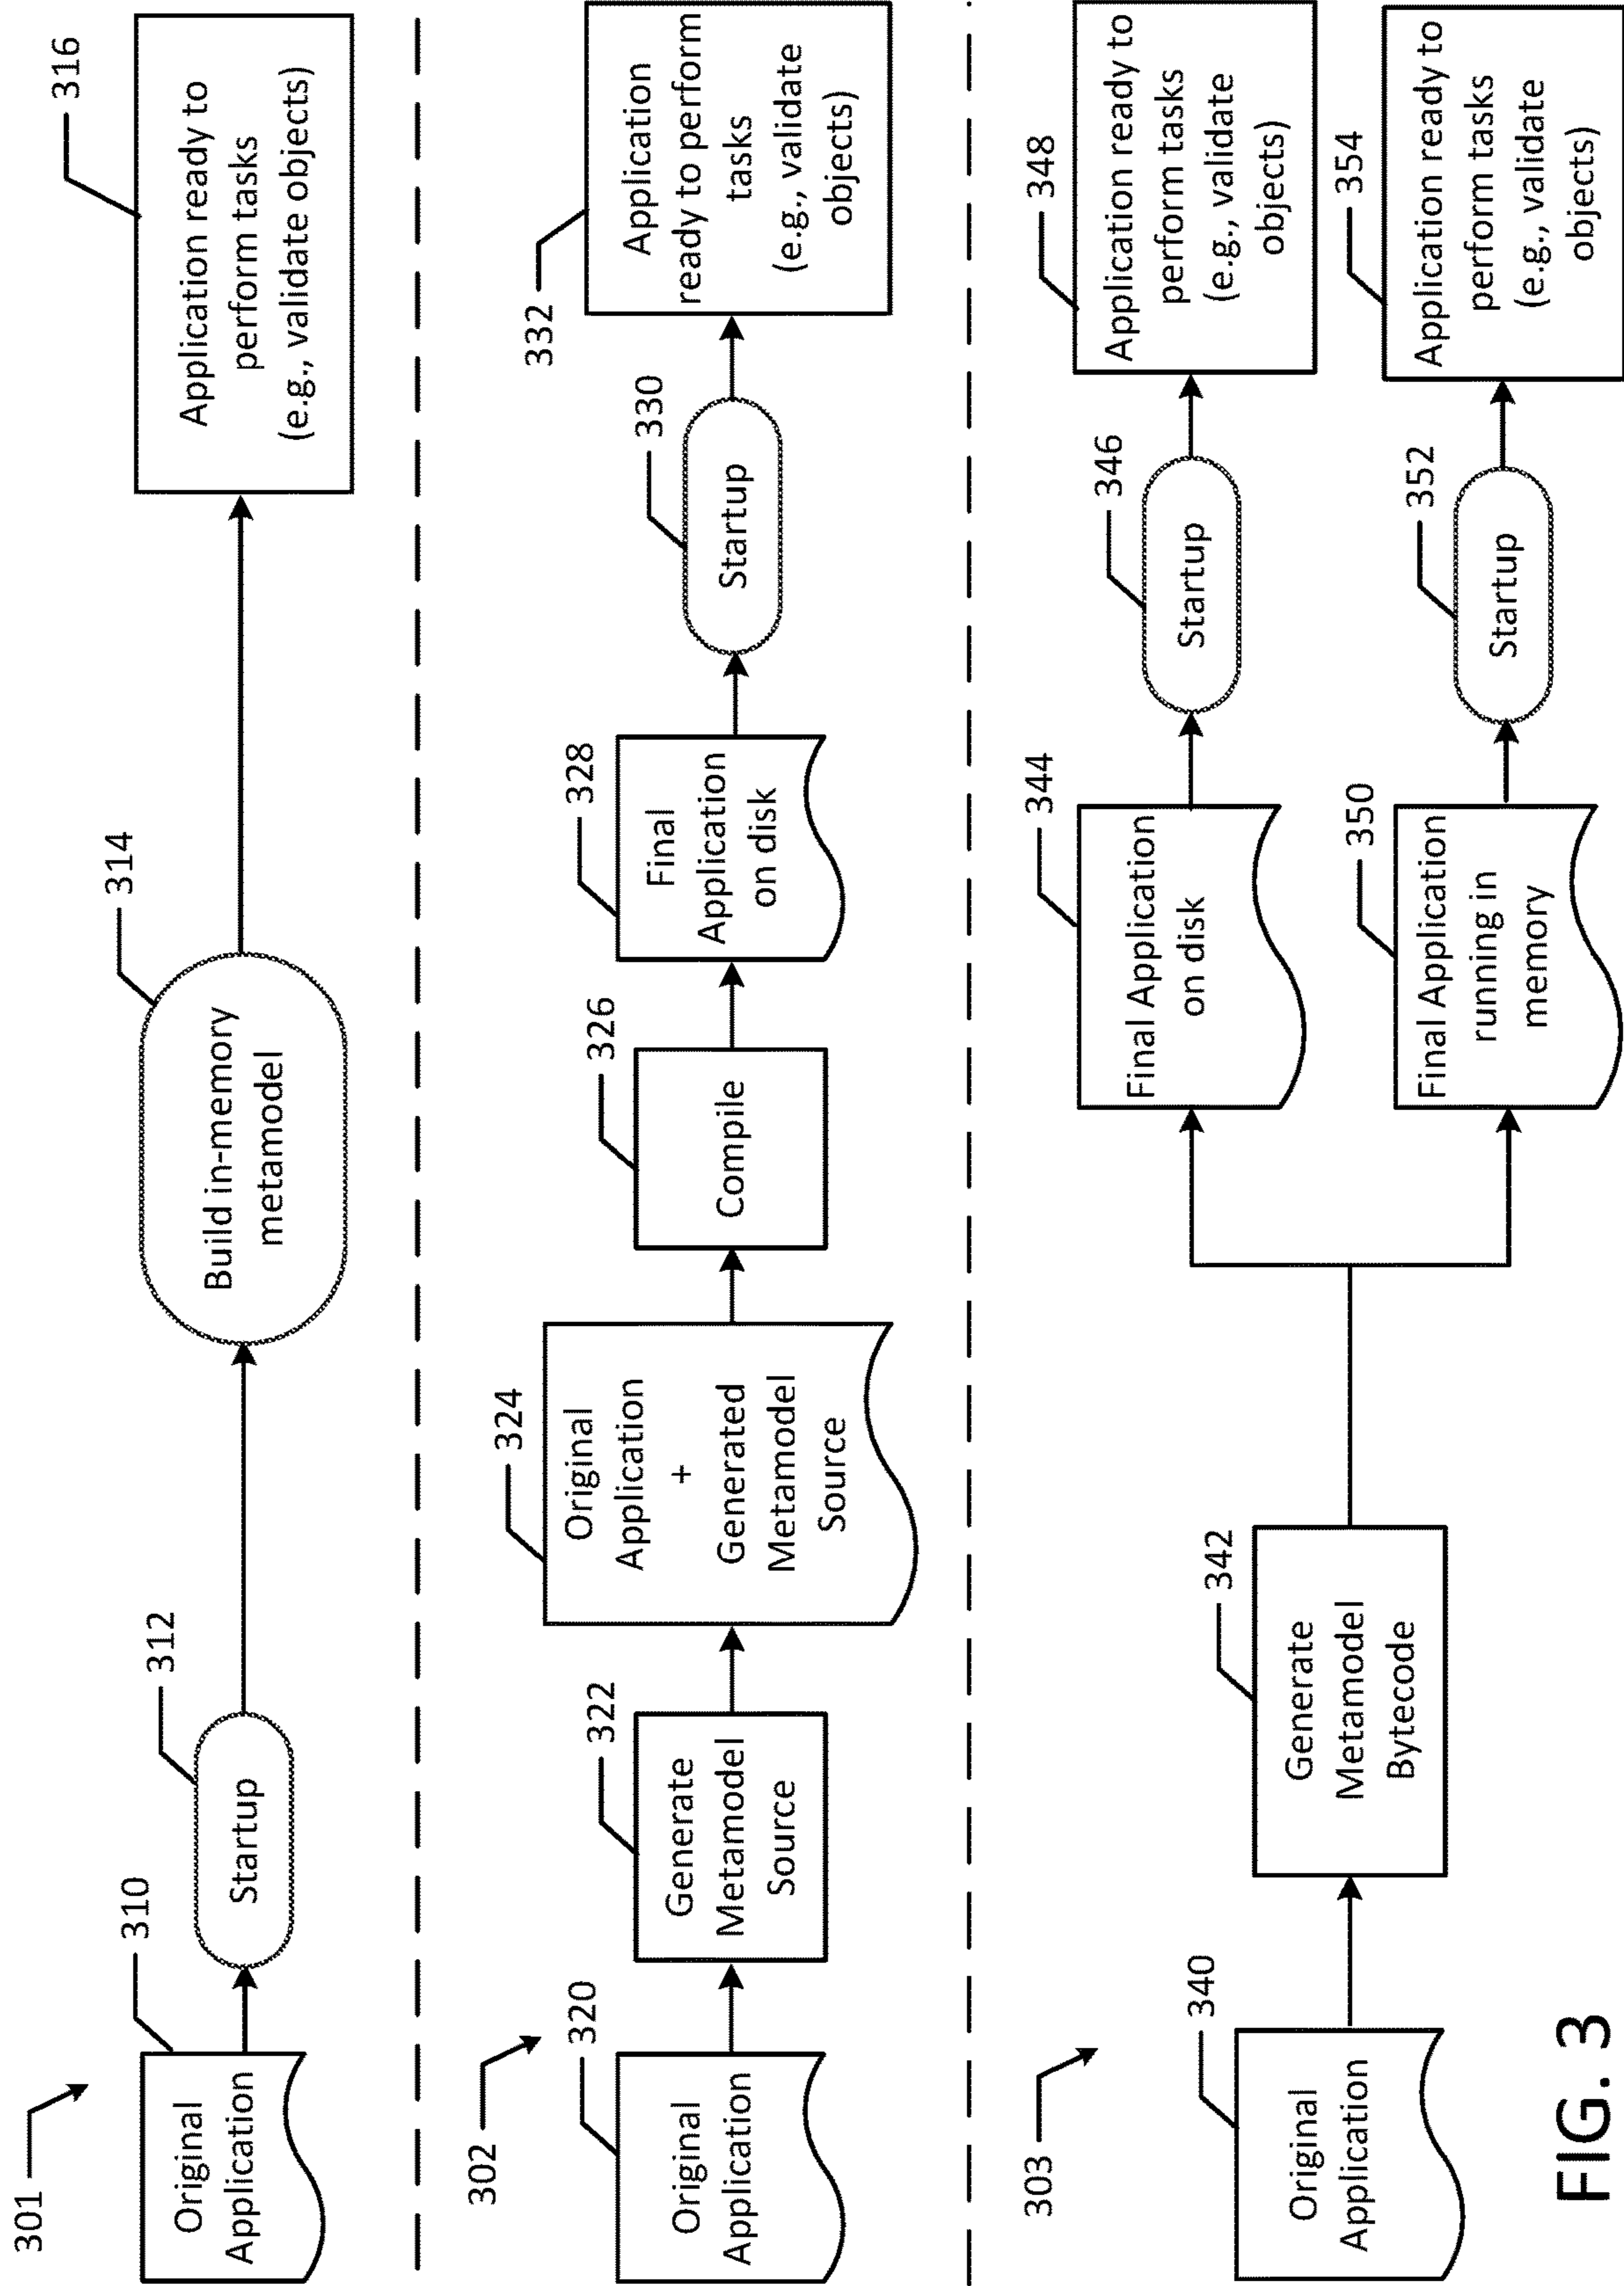 301
310
Original
Application
312
Startup
314
Build in-memory
metamodel
316
Application ready to
perform tasks
(e.g., validate objects)
302
320
Original
Application
322
Generate
Metamodel
Source
324
Original
Application
+
Generated
Metamodel
Source
326
Compile
328
Final
Application
on disk
330
Startup
332
Application
ready to perform
tasks
(e.g., validate
objects)
303
340
Original
Application
342
Generate
Metamodel
Bytecode
344
Final Application
on disk
346
Startup
348
Application ready to
perform tasks
(e.g., validate
objects)
350
Final Application
running in
memory
352
Startup
354
Application ready to
perform tasks
(e.g., validate
objects)
FIG. 3